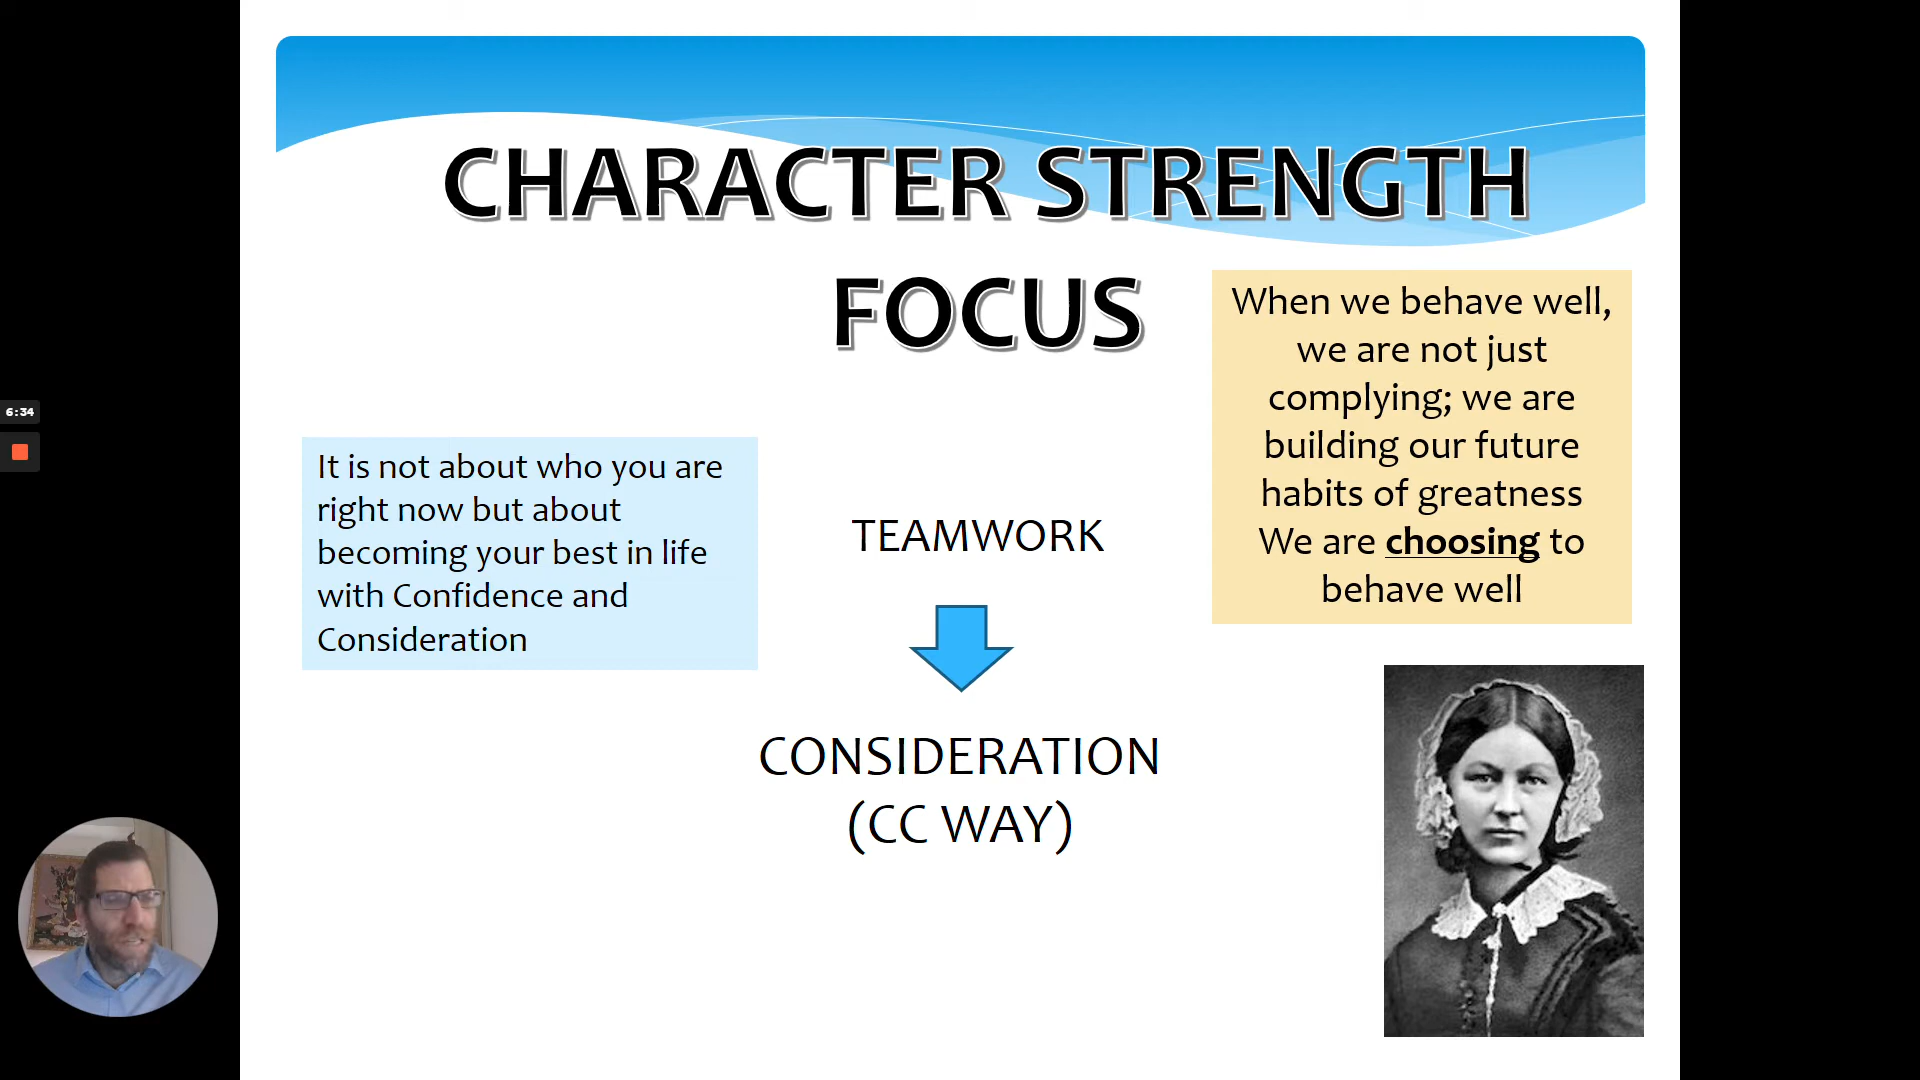 CHARACTER STRENGTH
FOCUS
When we behave well,
we are not just
complying; we are
building our future
habits of greatness
We are choosing to
behave well
6:34
It is not about who you are
right now but about
becoming your best in life
with Confidence and
Consideration
TEAMWORK
CONSIDERATION
(CC WAY)